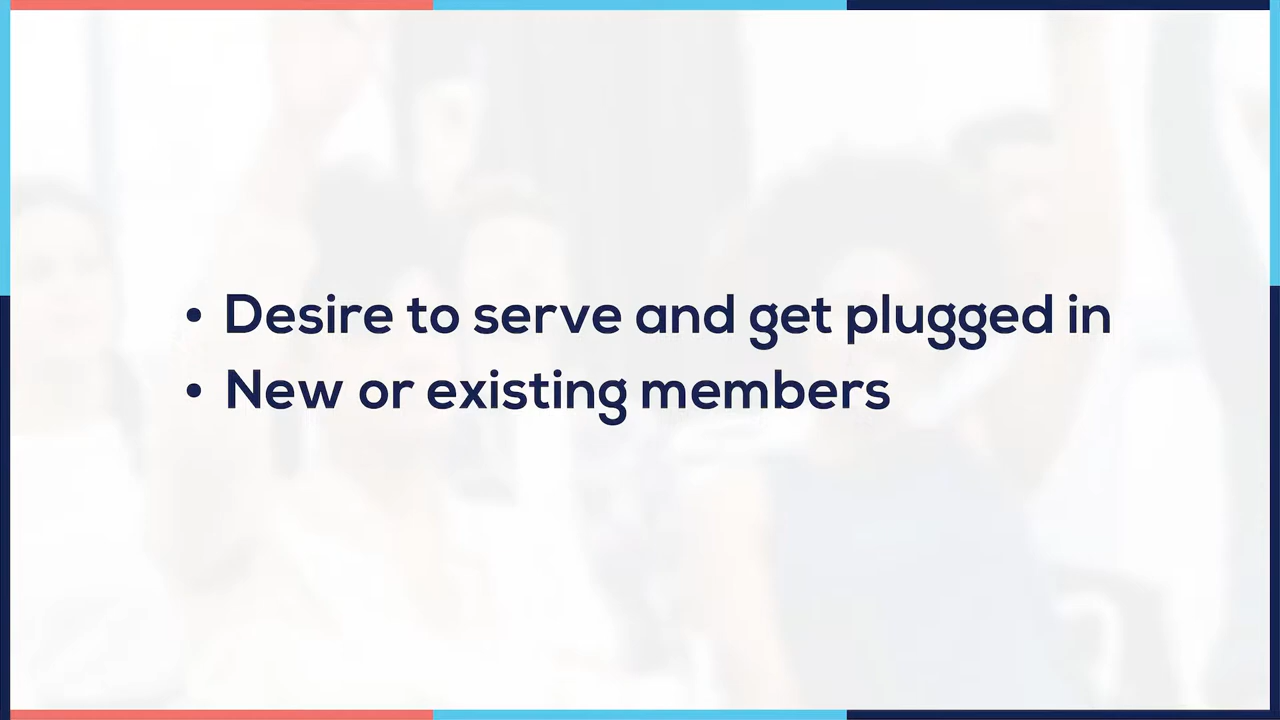 • Desire to serve and get plugged in
• New or existing members